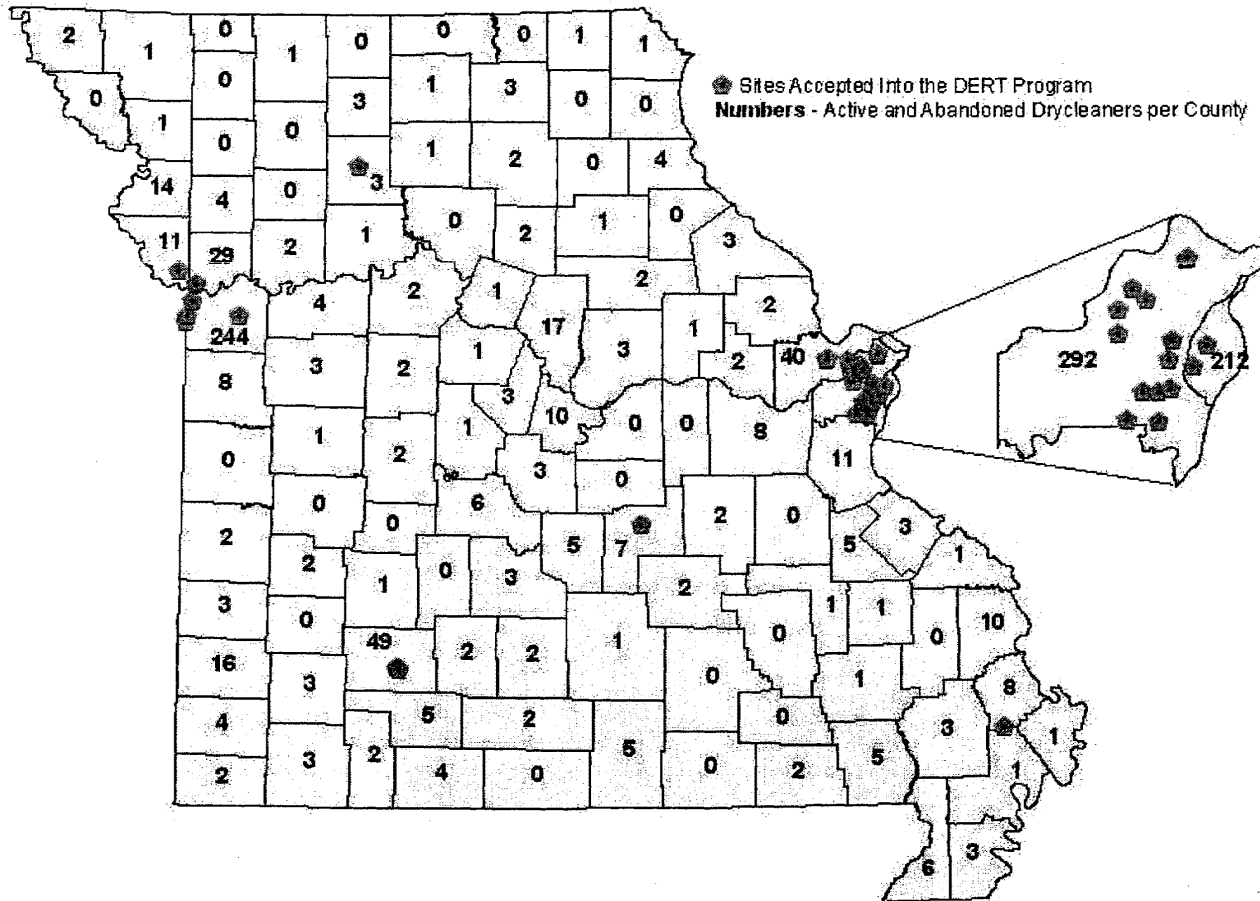 Sites Accepted Into the DERT Program
Numbers - Active and Abandoned Drycleaners per County
2 1 0 1 0 0 0 1 1
0 0 1 3
0 3 0 0
1 0 0 1 2 0 4
14 4 0 3
11 29 2 1 0 2 1 0 3
244 4 2 1 17 2 1 2
8 3 2 1 3 2 40
292 212
3 10 0 0 8
0 1 2 1 3 0 11
2 0 0 6 5 7 2 0 5 3 1
3 2 1 0 3 2 1 1 0 10
0
16 3 49 2 2 1 0 0 1 8
4 5 2 0 3 1
2 3 2 4 0 5 0 2 5 1
6 3